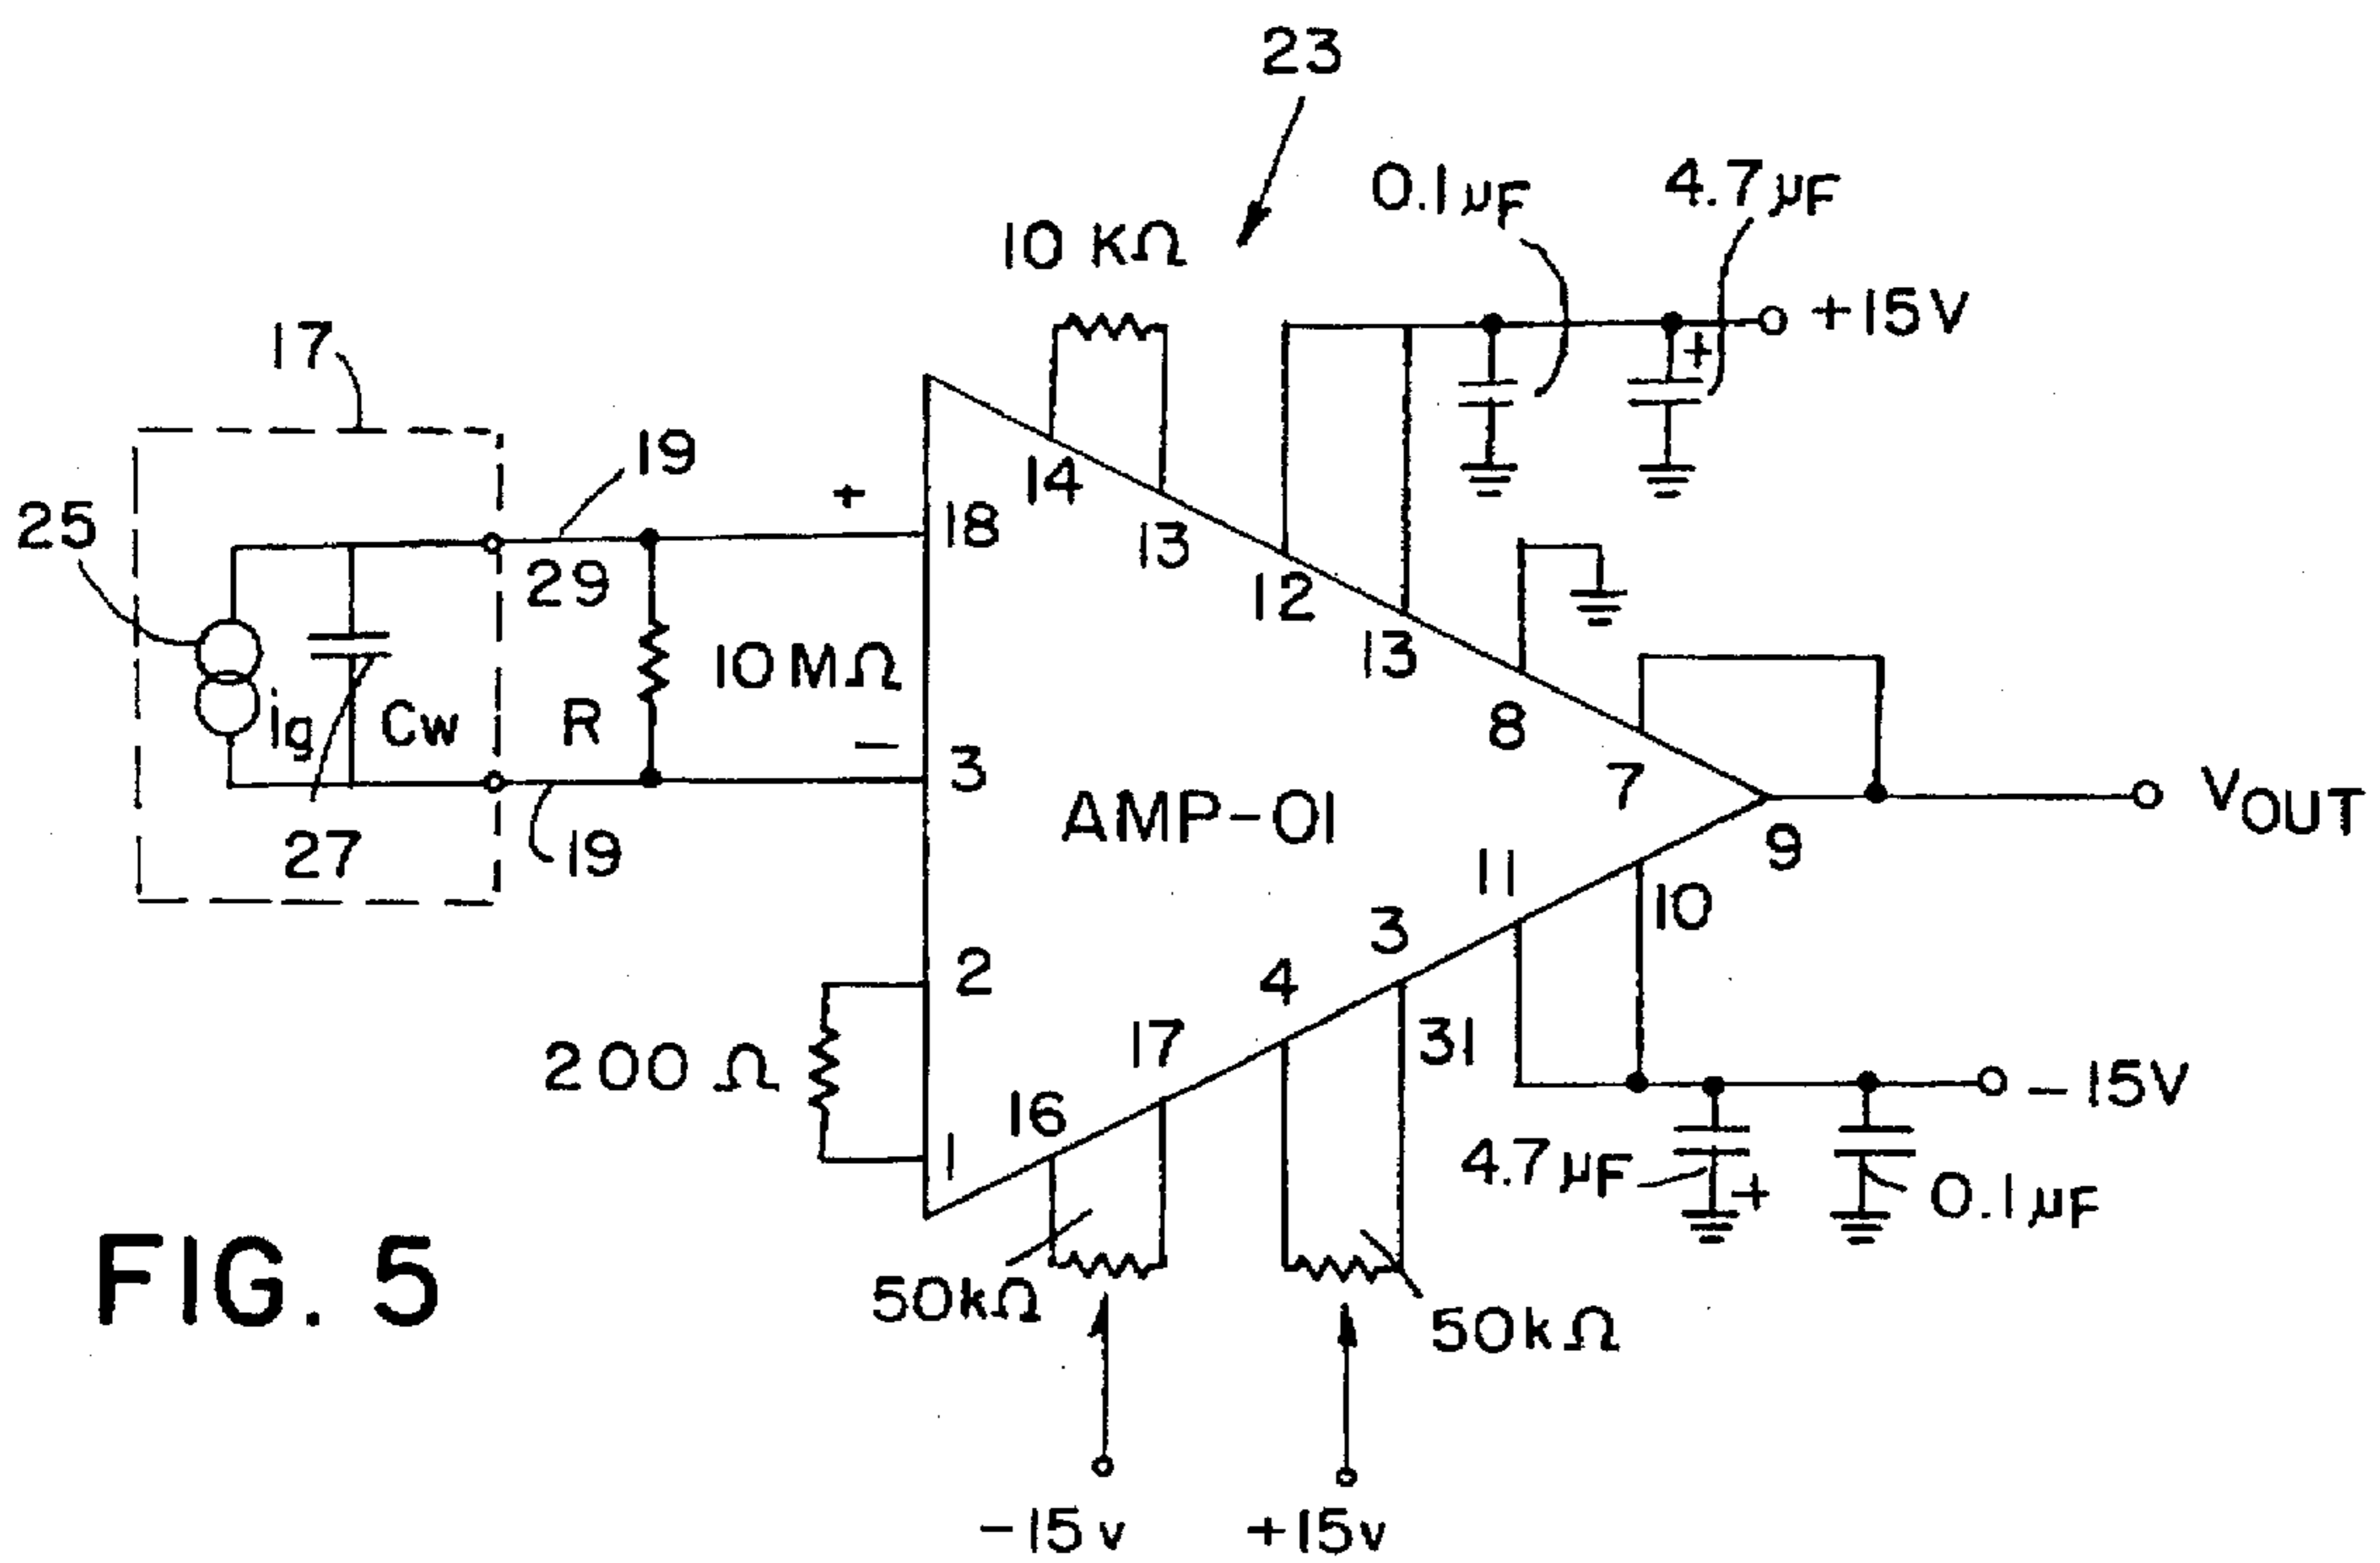 23
0.1µF
4.7µF
10 KΩ
+15V
+
17
19
25
+
14
18
13
29
12
10MΩ
13
ig
Cw
R
8
−
3
7
AMP-01
VOUT
27
19
9
11
10
3
2
4
17
31
200 Ω
−15V
16
1
4.7µF
+
0.1µF
FIG. 5
50kΩ
50kΩ
−15v
+15v